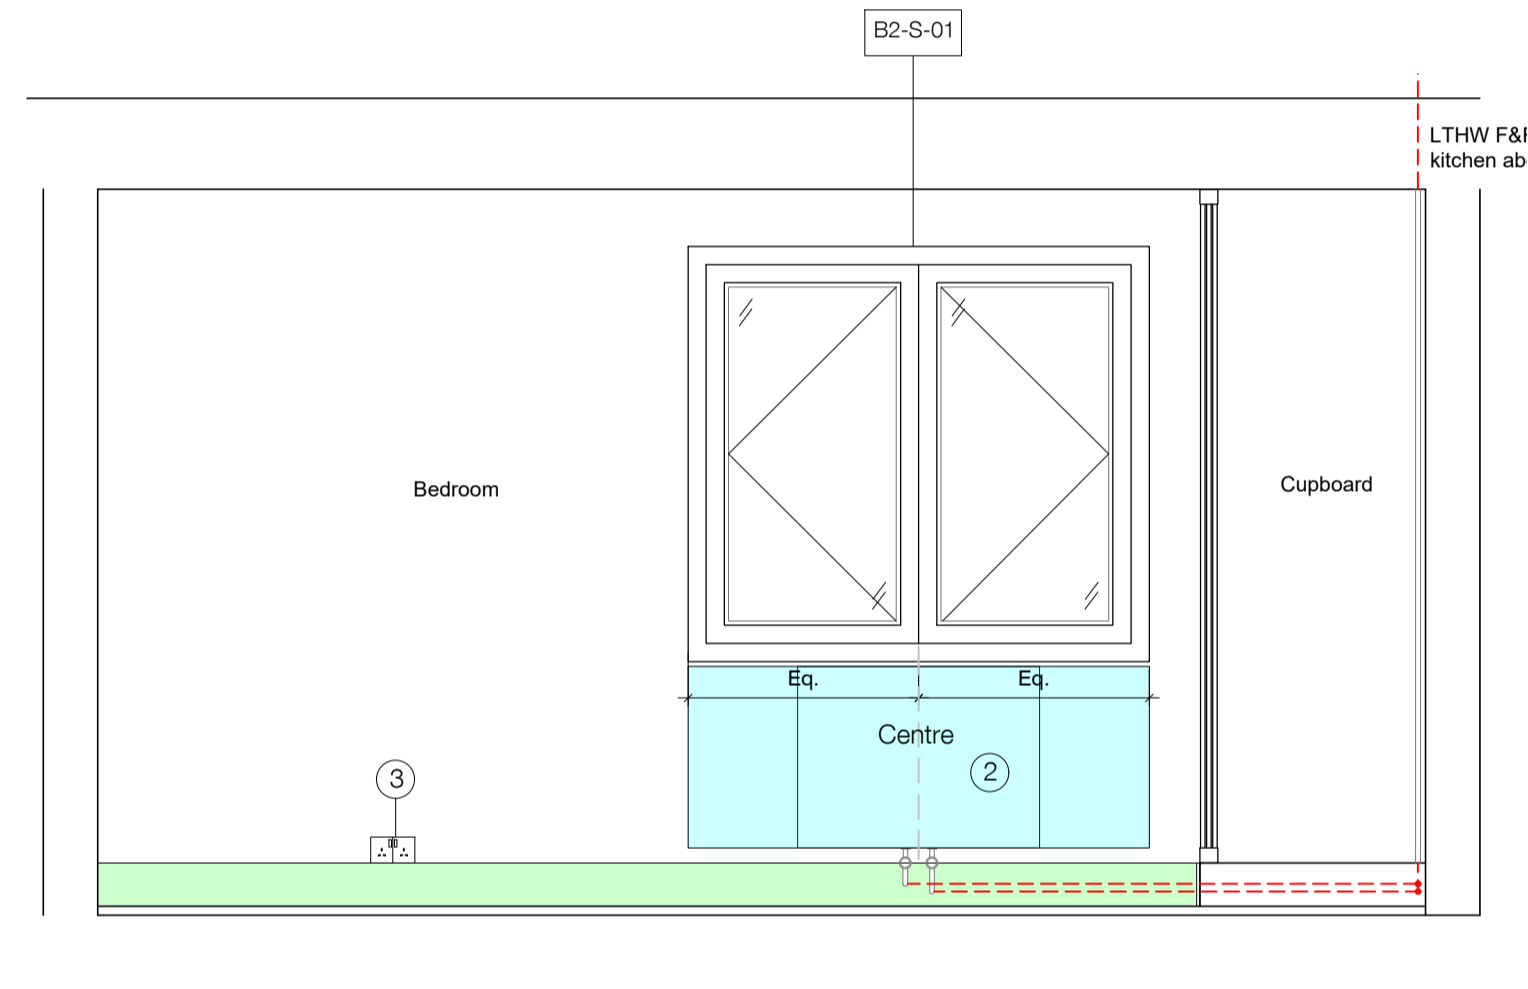 B2-S-01
LTHW F&
kitchen ab
Bedroom
Cupboard
Eq. Eq.
Centre
2
3